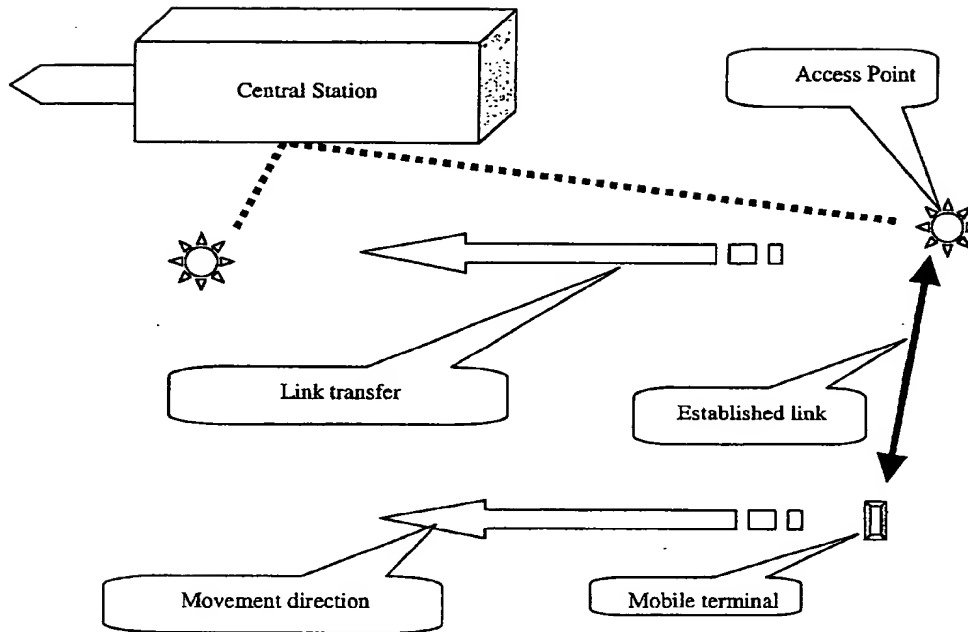 Central Station
Access Point
Link transfer
Established link
Movement direction
Mobile terminal